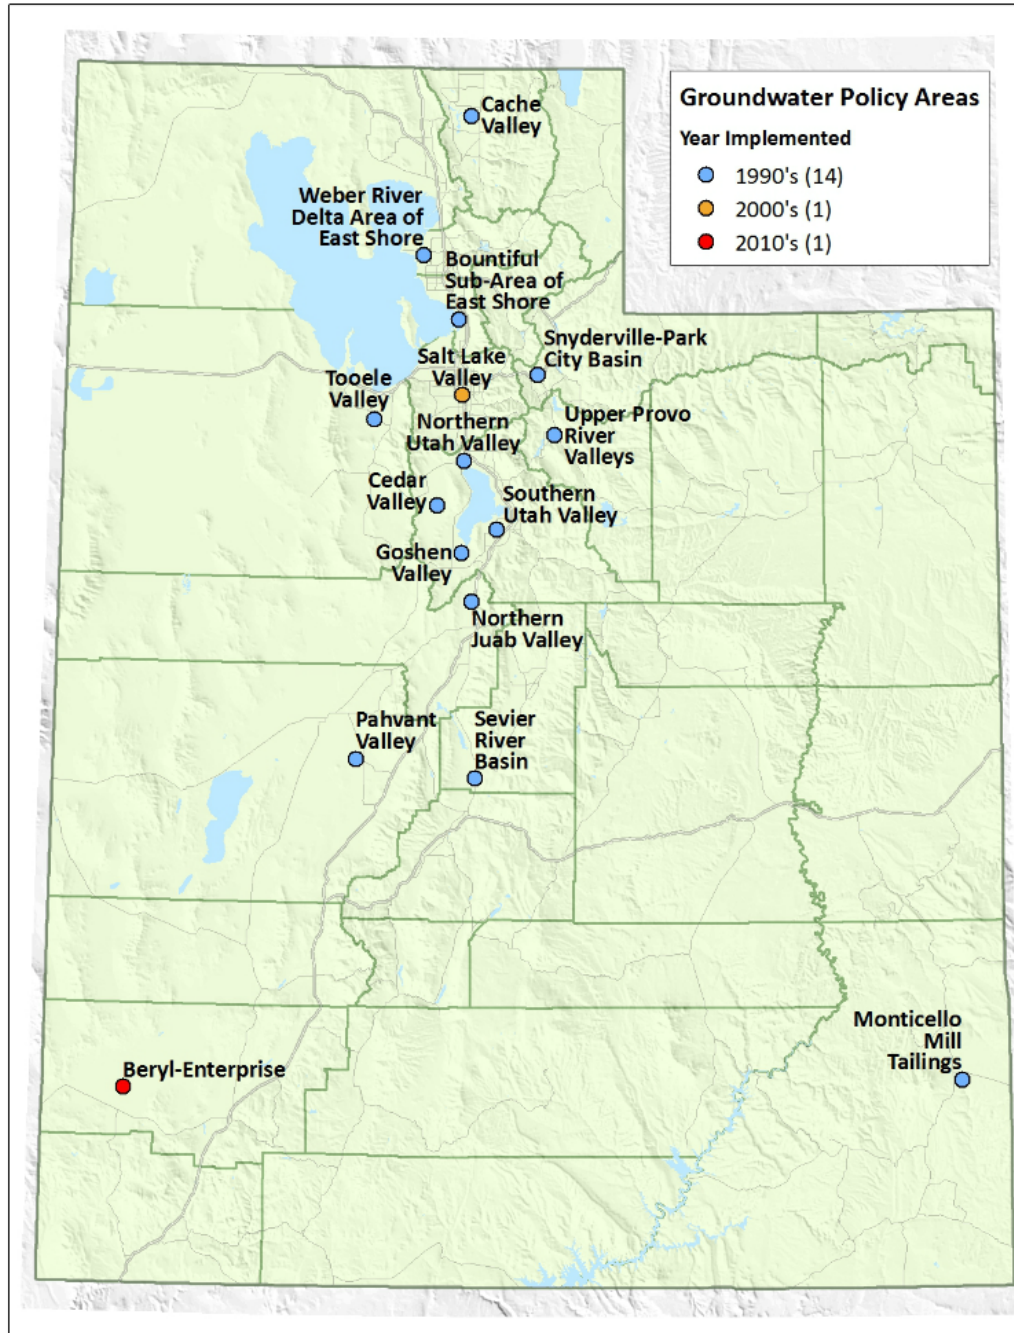 Groundwater Policy Areas
Year Implemented
1990's (14)
2000's (1)
2010's (1)
Cache
Valley
Weber River
Delta Area of
East Shore
Bountiful
Sub-Area of
East Shore
Snyderville-Park
City Basin
Salt Lake
Valley
Tooele
Valley
Upper Provo
River
Valleys
Northern
Utah Valley
Cedar
Valley
Southern
Utah Valley
Goshen
Valley
Northern
Juab Valley
Pahvant
Valley
Sevier
River
Basin
Monticello
Mill
Tailings
Beryl-Enterprise